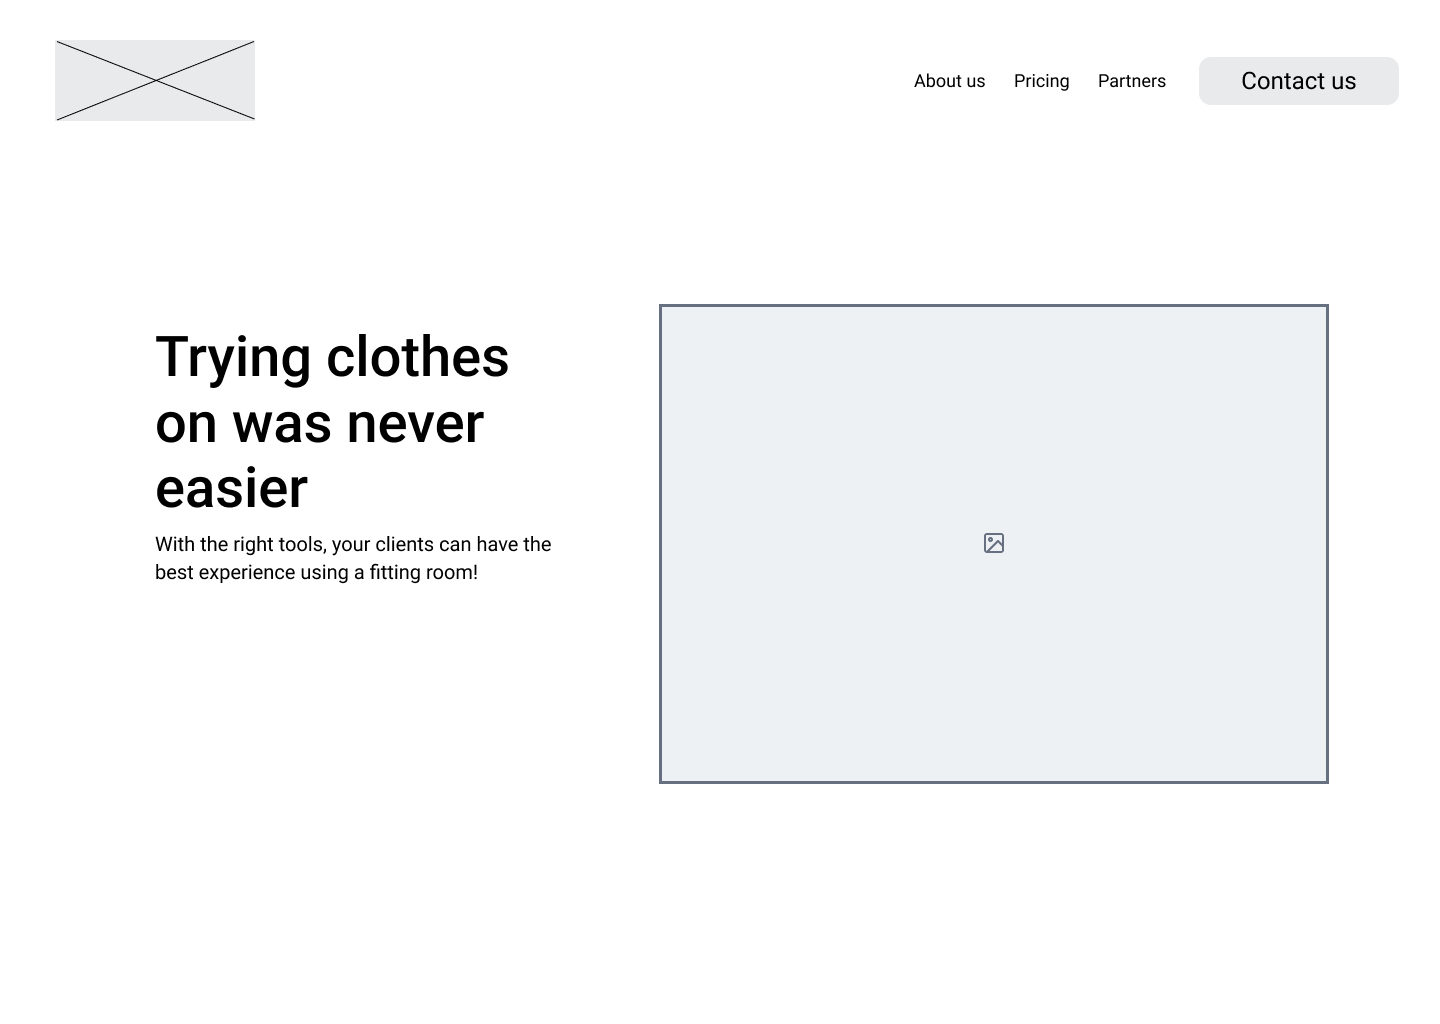 About us Pricing Partners Contact us
Trying clothes
on was never
easier
With the right tools, your clients can have the
best experience using a fitting room!